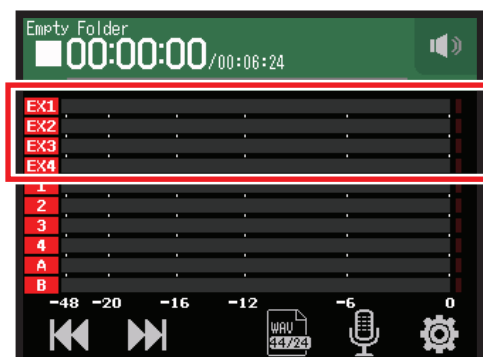 Empty Folder
00:00:00/00:06:24
EX1
EX2
EX3
EX4
1
2
3
4
A
B
-48 -20 -16 -12 -6 0
WAV
44/24